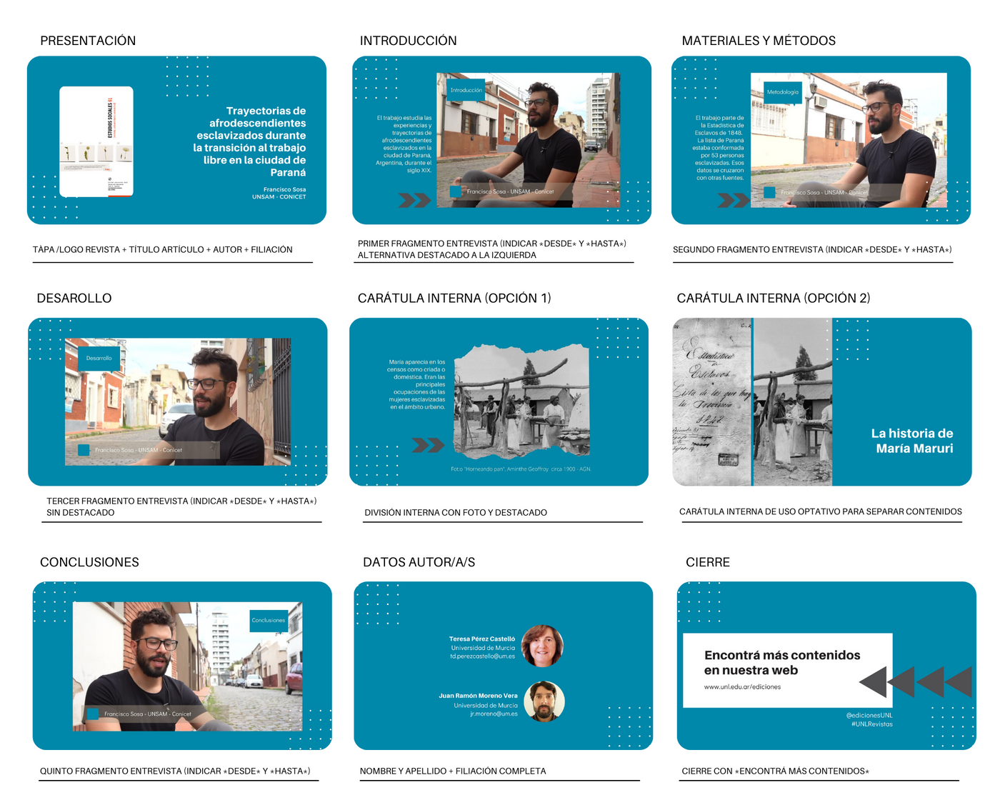 PRESENTACIÓN
ESTUDIOS SOCIALES 61
Trayectorias de
afrodescendientes
esclavizados durante
la transición al trabajo
libre en la ciudad de
Paraná
Francisco Sosa
UNSAM - CONICET
TÀPA /LOGO REVISTA + TÍTULO ARTÍCULO + AUTOR + FILIACIÓN
INTRODUCCIÓN
Introducción
El trabajo estudia las
experiencias y
trayectorias de
afrodescendientes
esclavizados en la
ciudad de Paraná,
Argentina, durante el
siglo XIX.
Francisco Sosa - UNSAM - Conicet
PRIMER FRAGMENTO ENTREVISTA (INDICAR *DESDE* Y *HASTA*)
ALTERNATIVA DESTACADO A LA IZQUIERDA
MATERIALES Y MÉTODOS
Metodología
El trabajo parte de
la Estadística de
Esclavos de 1848.
La lista de Paraná
estaba conformada
por 53 personas
esclavizadas. Esos
datos se cruzaron
con otras fuentes.
Francisco Sosa - UNSAM - Conicet
SEGUNDO FRAGMENTO ENTREVISTA (INDICAR *DESDE* Y *HASTA*)
DESAROLLO
Desarrollo
Francisco Sosa - UNSAM - Conicet
TERCER FRAGMENTO ENTREVISTA (INDICAR *DESDE* Y *HASTA*)
SIN DESTACADO
CARÁTULA INTERNA (OPCIÓN 1)
María aparecia en los
censos como criada o
doméstica. Eran las
principales
ocupaciones de las
mujeres esclavizadas
en el ámbito urbano.
Foto "Horneando pan". Aminthe Geoffroy circa 1900 - AGN.
DIVISIÓN INTERNA CON FOTO Y DESTACADO
CARÁTULA INTERNA (OPCIÓN 2)
Estadística
de
Esclavos
Lista de los que hay
la Provincia
1848
La historia de
María Maruri
CARÁTULA INTERNA DE USO OPTATIVO PARA SEPARAR CONTENIDOS
CONCLUSIONES
Conclusiones
Francisco Sosa - UNSAM - Conicet
QUINTO FRAGMENTO ENTREVISTA (INDICAR *DESDE* Y *HASTA*)
DATOS AUTOR/A/S
Teresa Pérez Castelló
Universidad de Murcia
td.perezcastello@um.es
Juan Ramón Moreno Vera
Universidad de Murcia
jr.moreno@um.es
NOMBRE Y APELLIDO + FILIACIÓN COMPLETA
CIERRE
Encontrá más contenidos
en nuestra web
www.unl.edu.ar/ediciones
@edicionesUNL
#UNLRevistas
CIERRE CON *ENCONTRÁ MÁS CONTENIDOS*